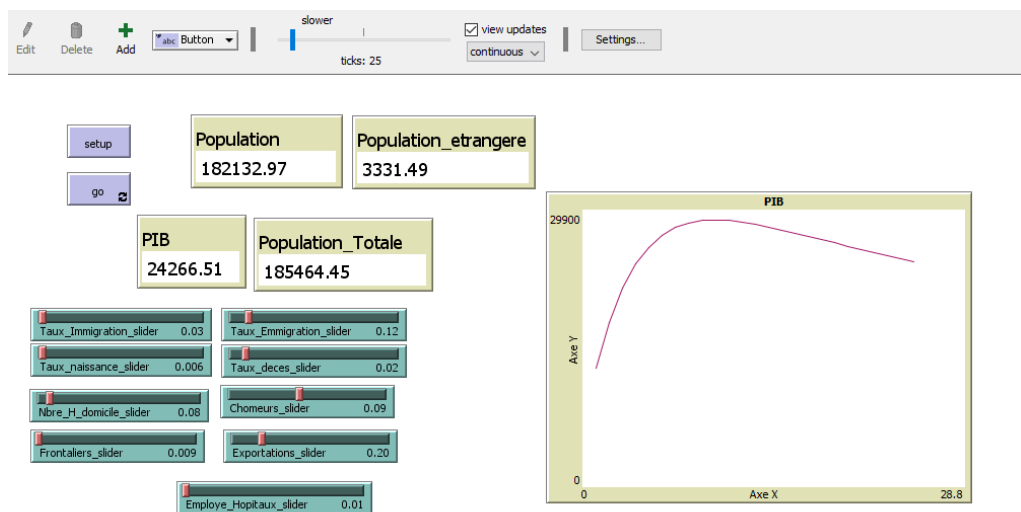 slower
Edit
Delete
Add
abc Button
ticks: 25
view updates
continuous
Settings...
setup
go
Population
182132.97
Population_etrangere
3331.49
PIB
24266.51
Population_Totale
185464.45
Taux_Immigration_slider 0.03
Taux_Emmigration_slider 0.12
Taux_naissance_slider 0.006
Taux_deces_slider 0.02
Nbre_H_domicile_slider 0.08
Chomeurs_slider 0.09
Frontaliers_slider 0.009
Exportations_slider 0.20
Employe_Hopitaux_slider 0.01
PIB
29900
Axe Y
0
0 Axe X 28.8